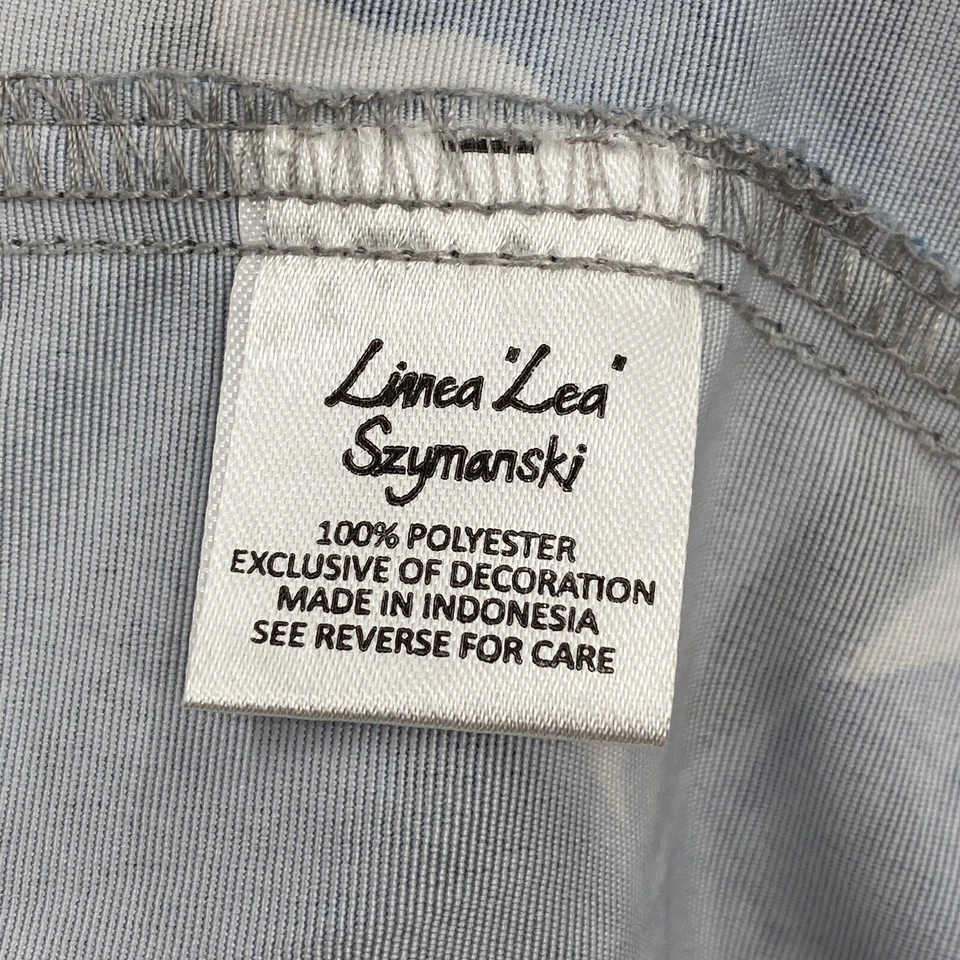 Linnea "Lea"
Szymanski
100% POLYESTER
EXCLUSIVE OF DECORATION
MADE IN INDONESIA
SEE REVERSE FOR CARE